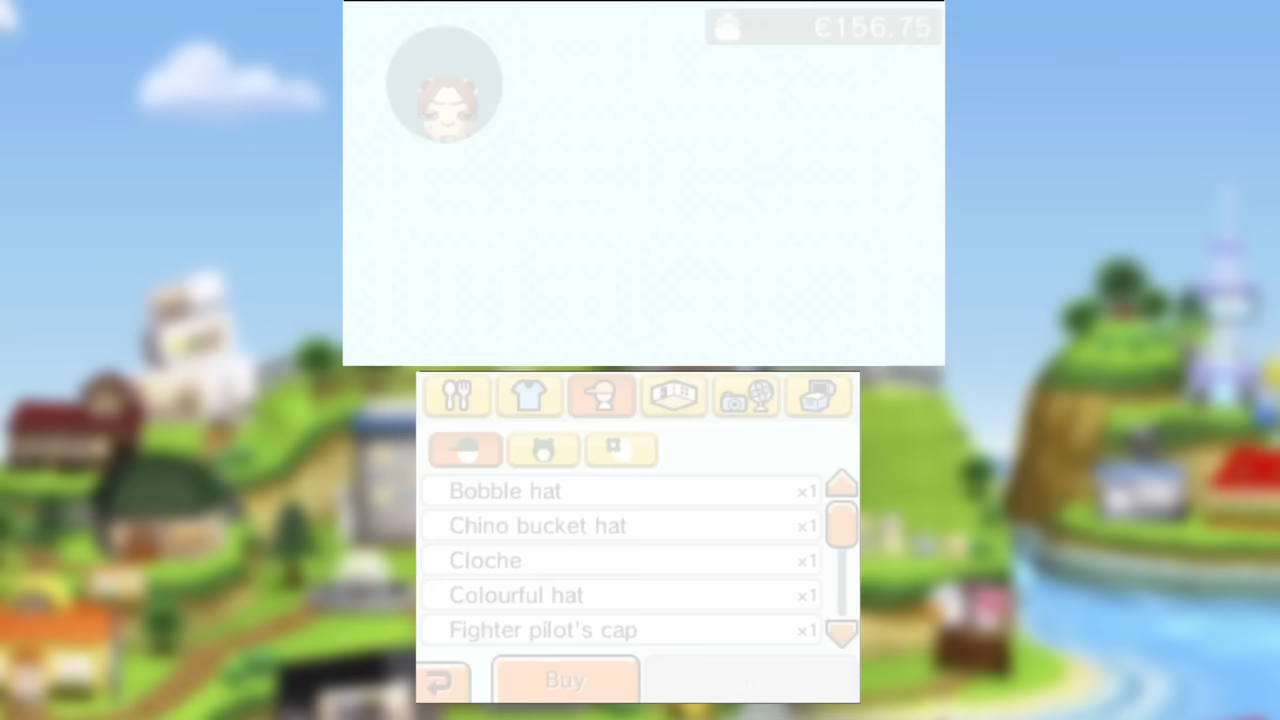 €156.75
Bobble hat ×1
Chino bucket hat ×1
Cloche ×1
Colourful hat ×1
Fighter pilot's cap ×1
Buy